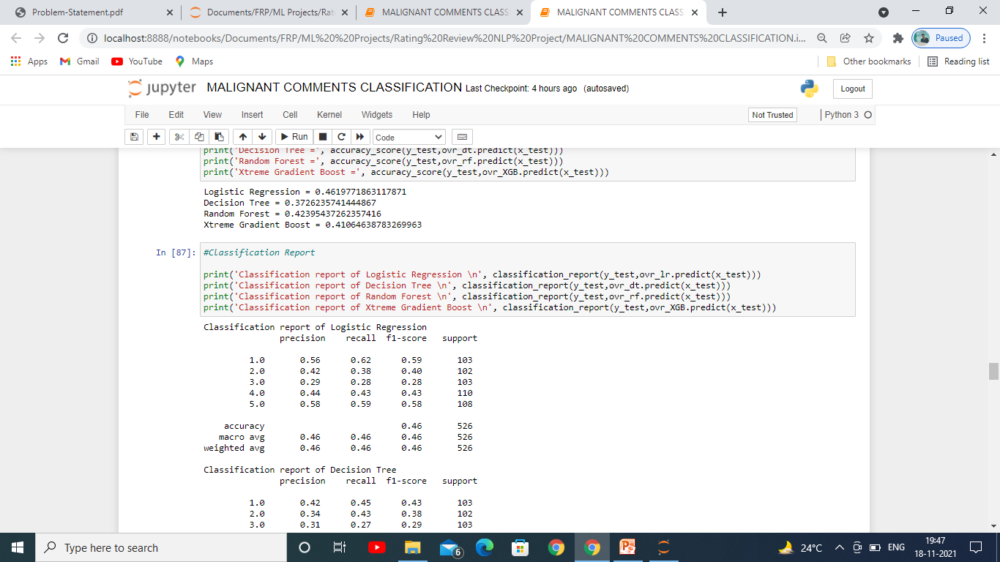 Problem-Statement.pdf
Documents/FRP/ML Projects/Rat
MALIGNANT COMMENTS CLASS
MALIGNANT COMMENTS CLASS
localhost:8888/notebooks/Documents/FRP/ML%20%20Projects/Rating%20Review%20NLP%20Project/MALIGNANT%20COMMENTS%20CLASSIFICATION.i...
Paused
Apps Gmail YouTube Maps Other bookmarks Reading list
jupyter MALIGNANT COMMENTS CLASSIFICATION Last Checkpoint: 4 hours ago (autosaved) Logout
File Edit View Insert Cell Kernel Widgets Help Not Trusted Python 3
Run Code
print('Decision Tree =', accuracy_score(y_test,ovr_dt.predict(x_test)))
print('Random Forest =', accuracy_score(y_test,ovr_rf.predict(x_test)))
print('Xtreme Gradient Boost =', accuracy_score(y_test,ovr_XGB.predict(x_test)))
Logistic Regression = 0.4619771863117871
Decision Tree = 0.3726235741444867
Random Forest = 0.42395437262357416
Xtreme Gradient Boost = 0.41064638783269963
In [87]: #Classification Report
print('Classification report of Logistic Regression \n', classification_report(y_test,ovr_lr.predict(x_test)))
print('Classification report of Decision Tree \n', classification_report(y_test,ovr_dt.predict(x_test)))
print('Classification report of Random Forest \n', classification_report(y_test,ovr_rf.predict(x_test)))
print('Classification report of Xtreme Gradient Boost \n', classification_report(y_test,ovr_XGB.predict(x_test)))
Classification report of Logistic Regression
precision recall f1-score support
1.0 0.56 0.62 0.59 103
2.0 0.42 0.38 0.40 102
3.0 0.29 0.28 0.28 103
4.0 0.44 0.43 0.43 110
5.0 0.58 0.59 0.58 108
accuracy 0.46 526
macro avg 0.46 0.46 0.46 526
weighted avg 0.46 0.46 0.46 526
Classification report of Decision Tree
precision recall f1-score support
1.0 0.42 0.45 0.43 103
2.0 0.34 0.43 0.38 102
3.0 0.31 0.27 0.29 103
Type here to search
6
24°C
ENG
19:47
18-11-2021